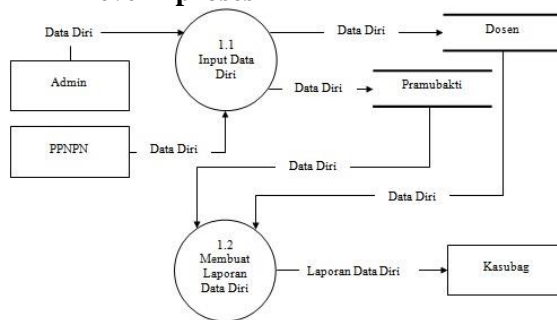 Data Diri
1.1
Input Data
Diri
Data Diri
Dosen
Admin
Data Diri
Pramubakti
PPNPN
Data Diri
Data Diri
Data Diri
1.2
Membuat
Laporan
Data Diri
Laporan Data Diri
Kasubag